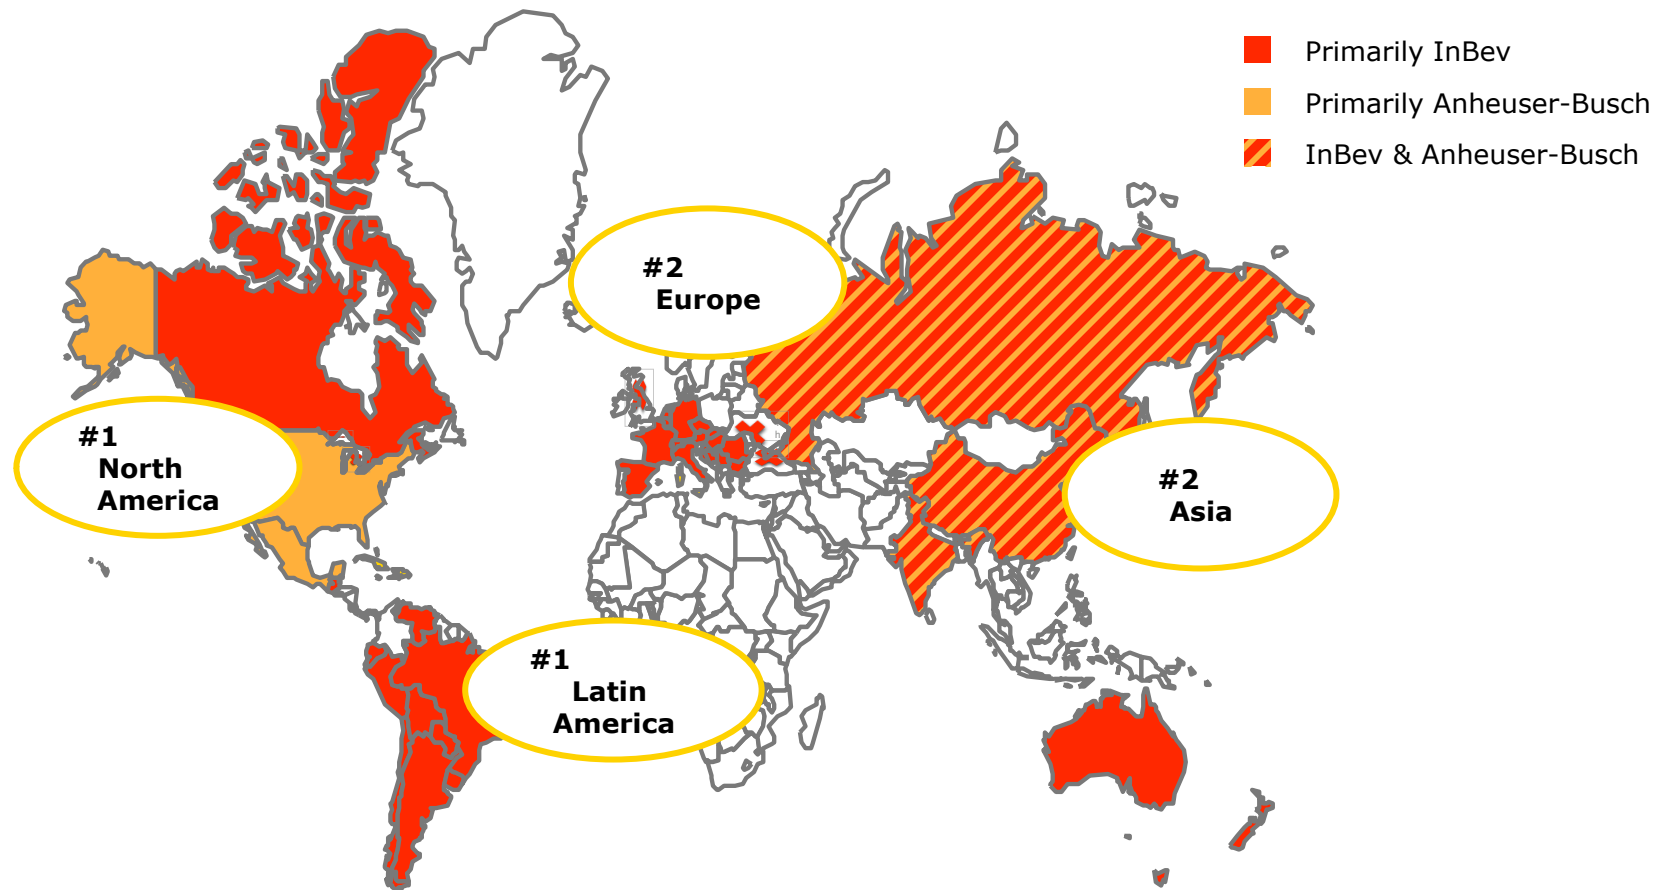 Primarily InBev
Primarily Anheuser-Busch
InBev & Anheuser-Busch
#2
Europe
#1
North
America
#2
Asia
#1
Latin
America
h